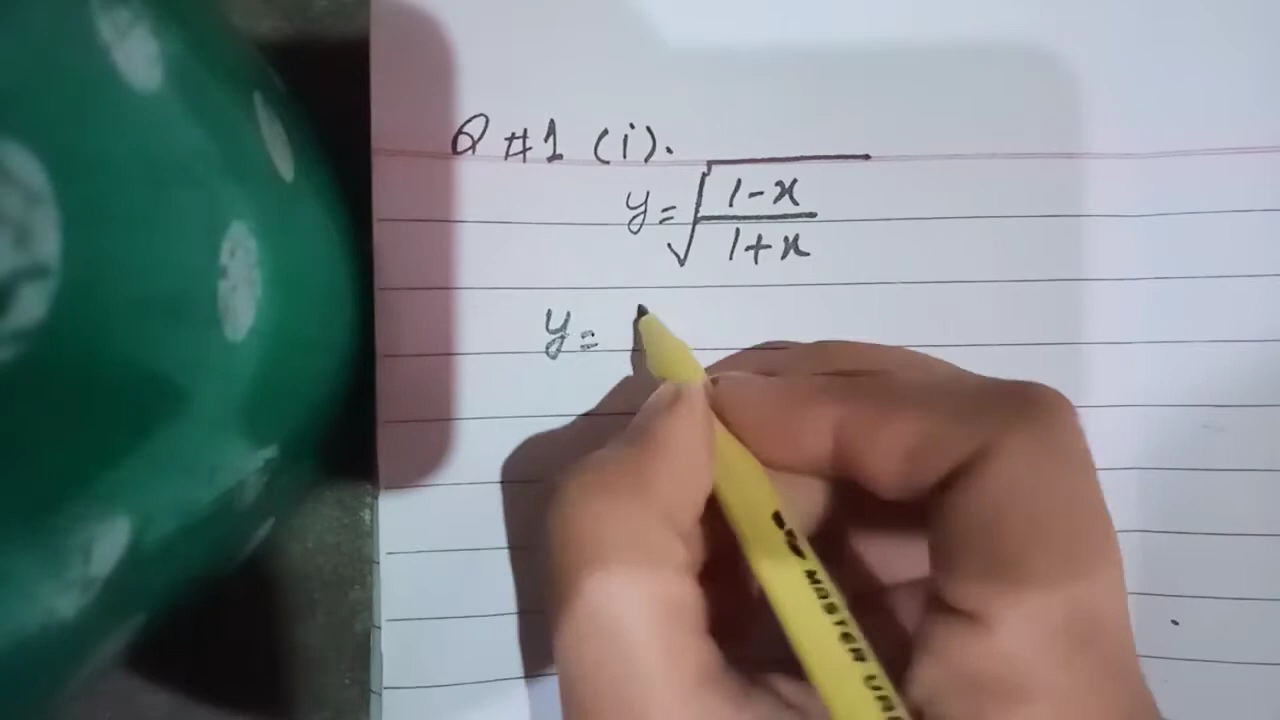 Q #1 (i).
y = √((1-x)/(1+x))
y =
MASTER